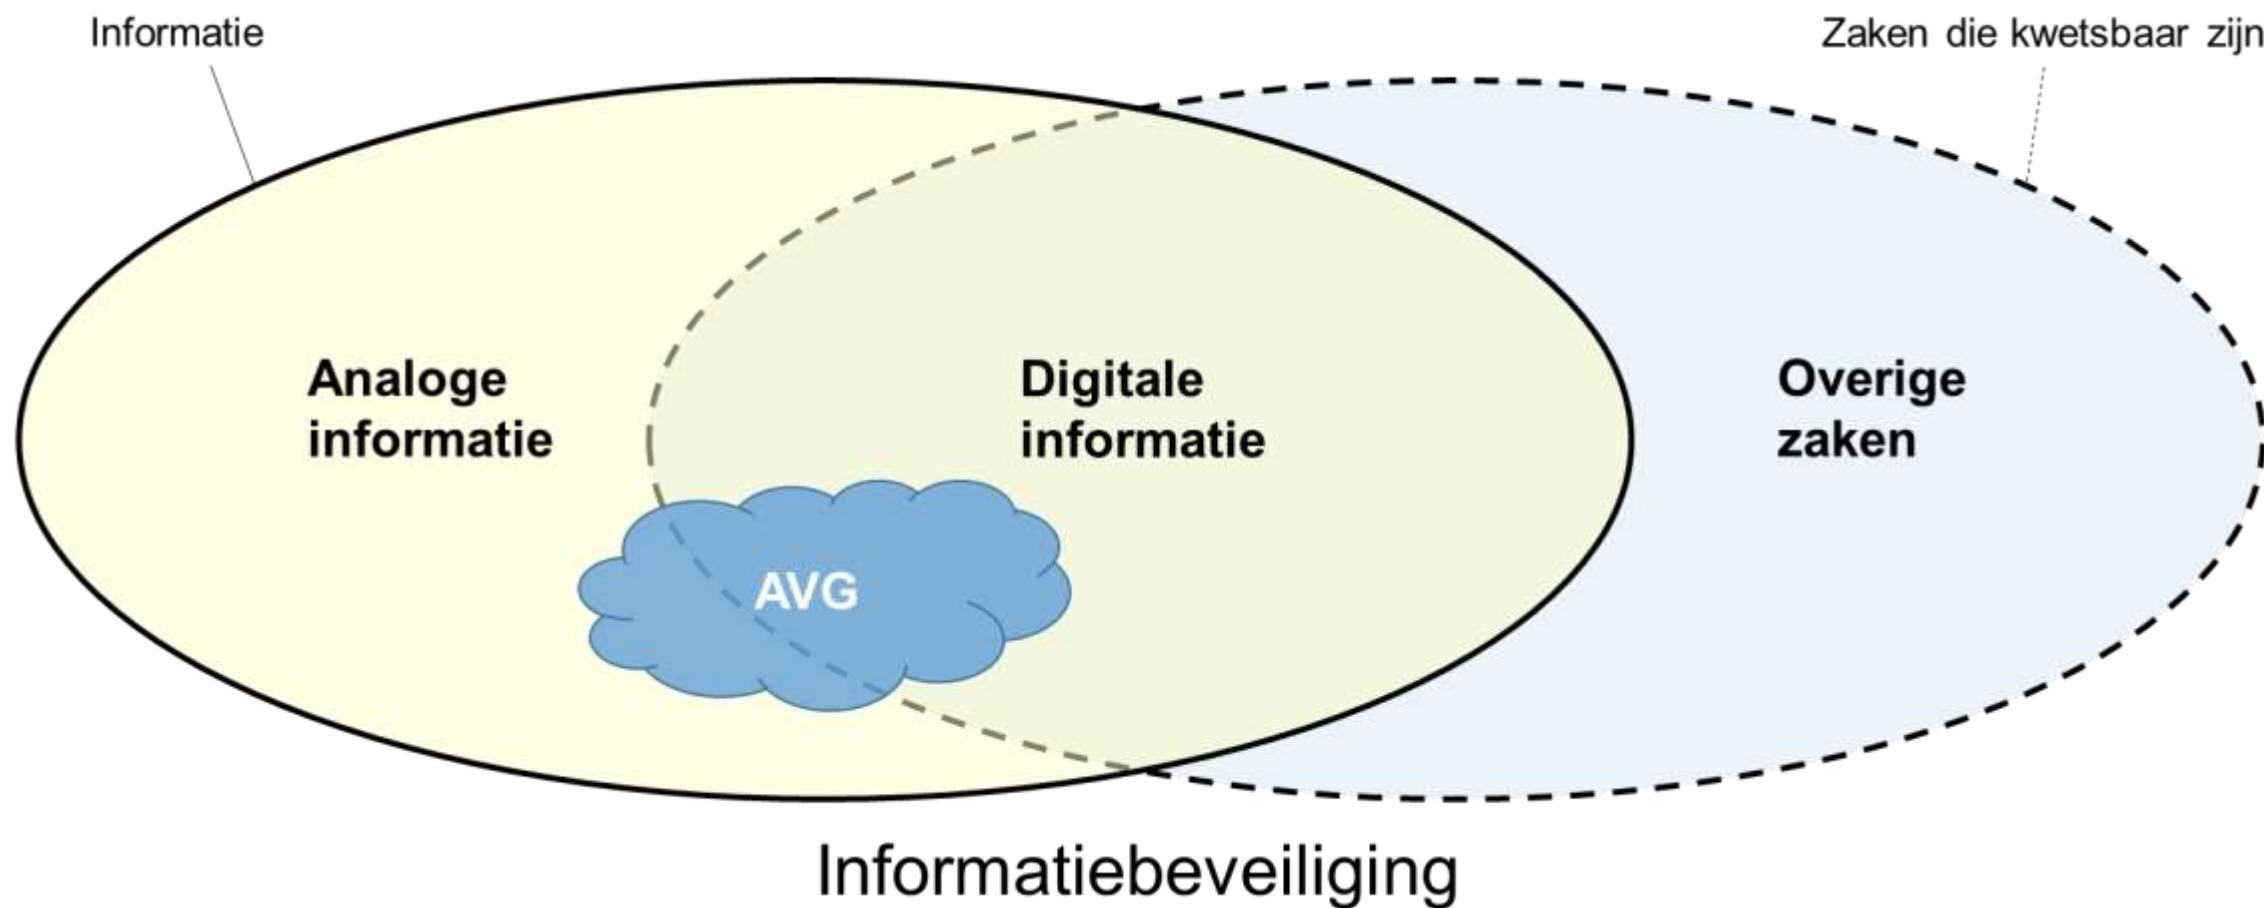 Informatie
Zaken die kwetsbaar zijn
Analoge
informatie
Digitale
informatie
Overige
zaken
AVG
Informatiebeveiliging